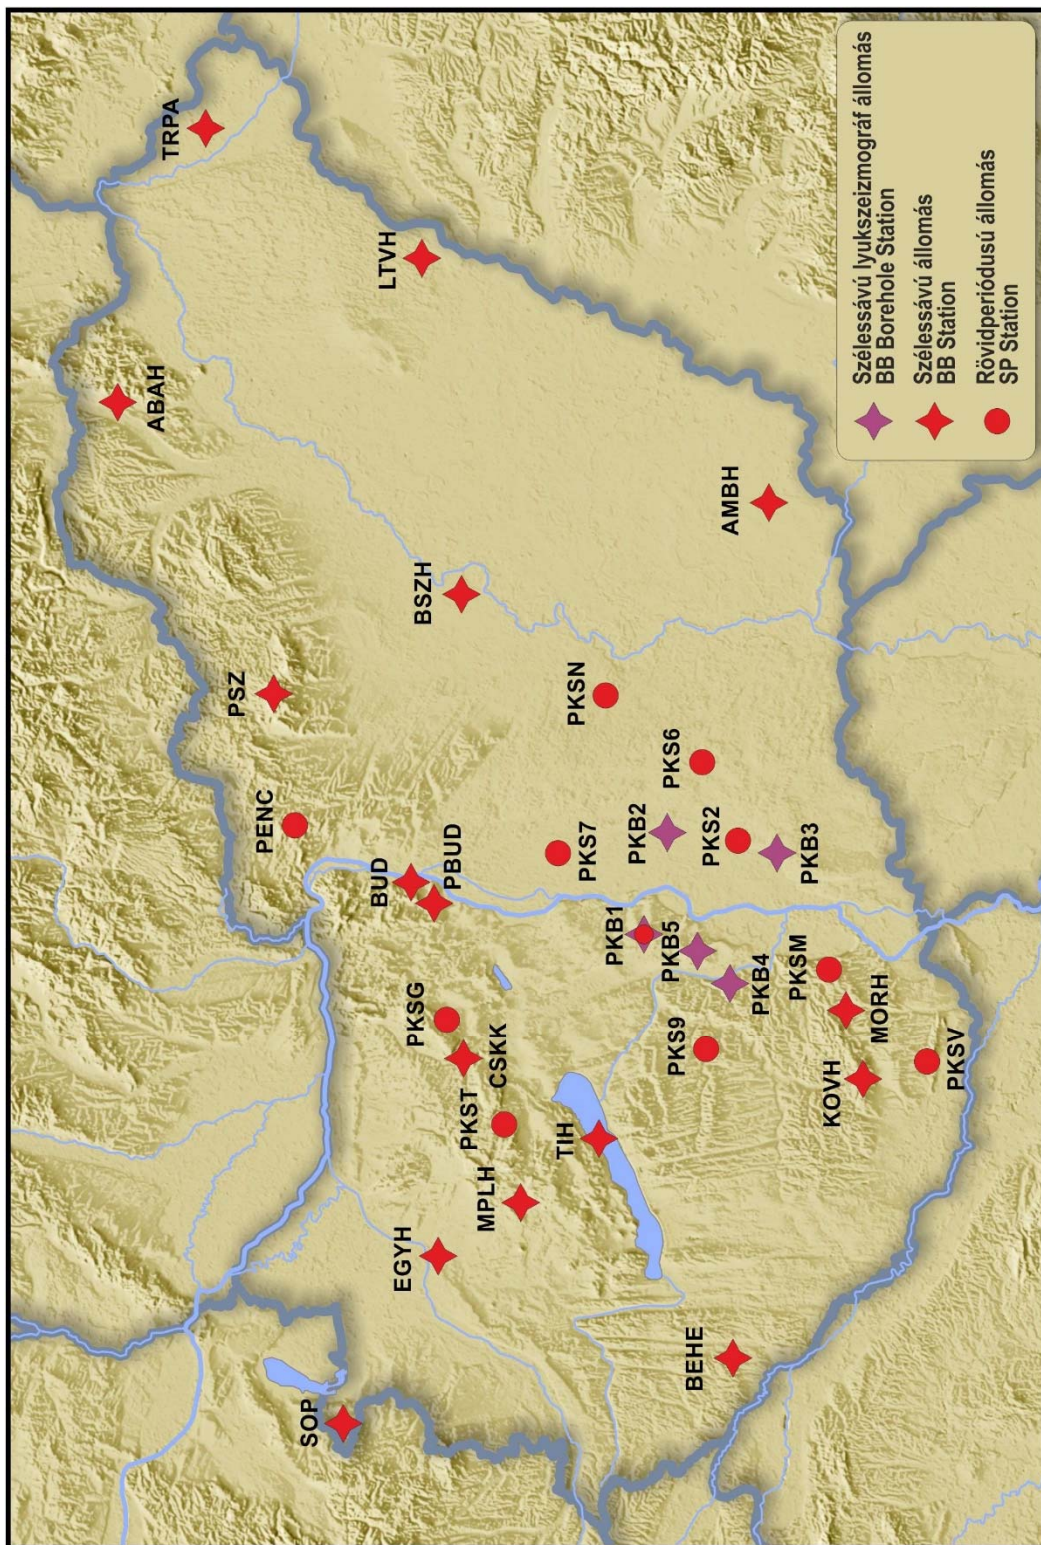 TRPA
ABAH
LTVH
PSZ
BSZH
AMBH
PENC
PKSN
BUD
PBUD
PKS7
PKS6
PKB2
PKS2
PKB3
PKB1
PKB5
PKB4
PKSG
CSKK
PKST
PKS9
PKSM
MORH
KOVH
PKSV
TIH
MPLH
EGYH
SOP
BEHE
Szélessávú lyukszeizmográf állomás
BB Borehole Station
Szélessávú állomás
BB Station
Rövidperiódusú állomás
SP Station